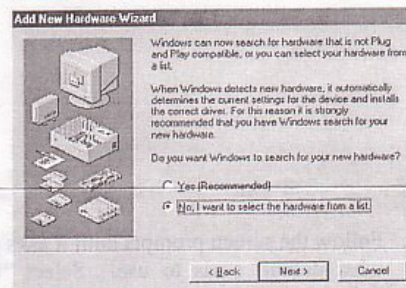 Add New Hardware Wizard
Windows can now search for hardware that is not Plug
and Play compatible, or you can select your hardware from
a list.
When Windows detects new hardware, it automatically
determines the current settings for the device and installs
the correct driver. For this reason it is strongly
recommended that you have Windows search for your
new hardware.
Do you want Windows to search for your new hardware?
Yes (Recommended)
No, I want to select the hardware from a list.
< Back Next > Cancel